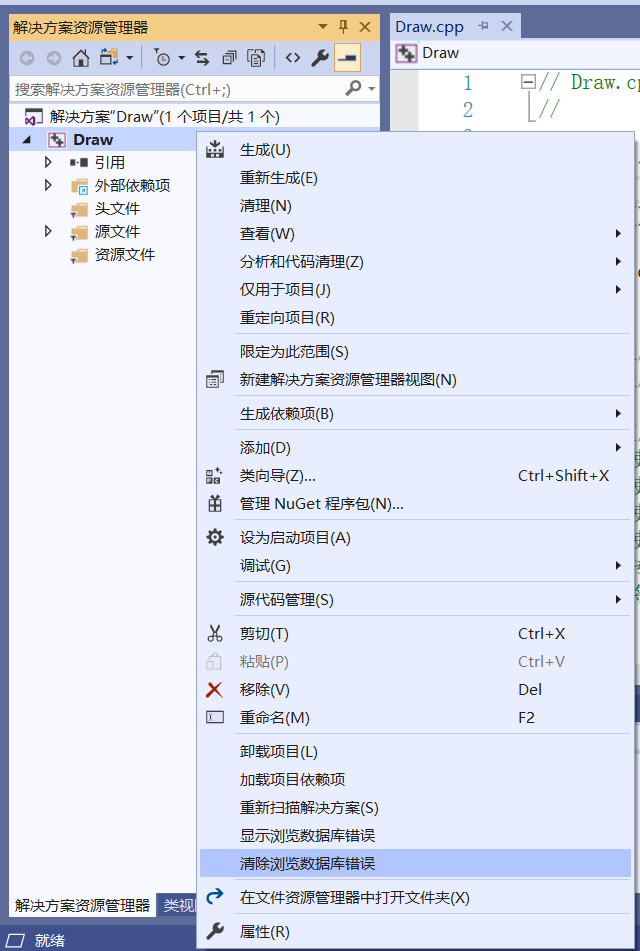 解决方案资源管理器
Draw.cpp
Draw
搜索解决方案资源管理器(Ctrl+;)
1
// Draw.cp
2
//
解决方案"Draw"(1 个项目/共 1 个)
Draw
引用
外部依赖项
头文件
源文件
资源文件
生成(U)
重新生成(E)
清理(N)
查看(W)
分析和代码清理(Z)
仅用于项目(J)
重定向项目(R)
限定为此范围(S)
新建解决方案资源管理器视图(N)
生成依赖项(B)
添加(D)
类向导(Z)... Ctrl+Shift+X
管理 NuGet 程序包(N)...
设为启动项目(A)
调试(G)
源代码管理(S)
剪切(T) Ctrl+X
粘贴(P) Ctrl+V
移除(V) Del
重命名(M) F2
卸载项目(L)
加载项目依赖项
重新扫描解决方案(S)
显示浏览数据库错误
清除浏览数据库错误
在文件资源管理器中打开文件夹(X)
属性(R)
解决方案资源管理器
类视
就绪